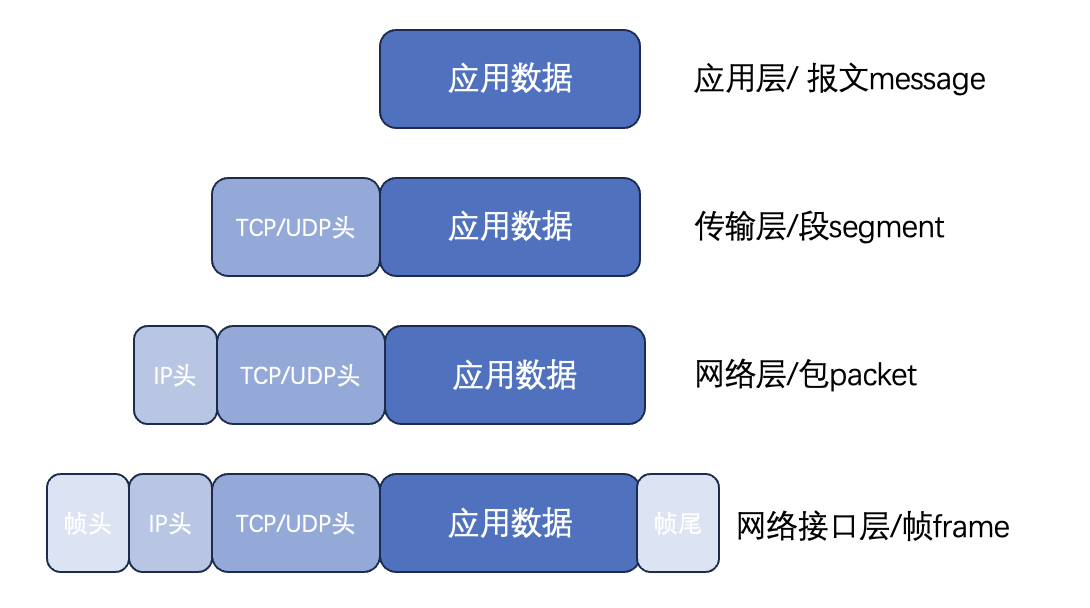 应用数据 应用层/ 报文message
TCP/UDP头 应用数据 传输层/段segment
IP头 TCP/UDP头 应用数据 网络层/包packet
帧头 IP头 TCP/UDP头 应用数据 帧尾 网络接口层/帧frame